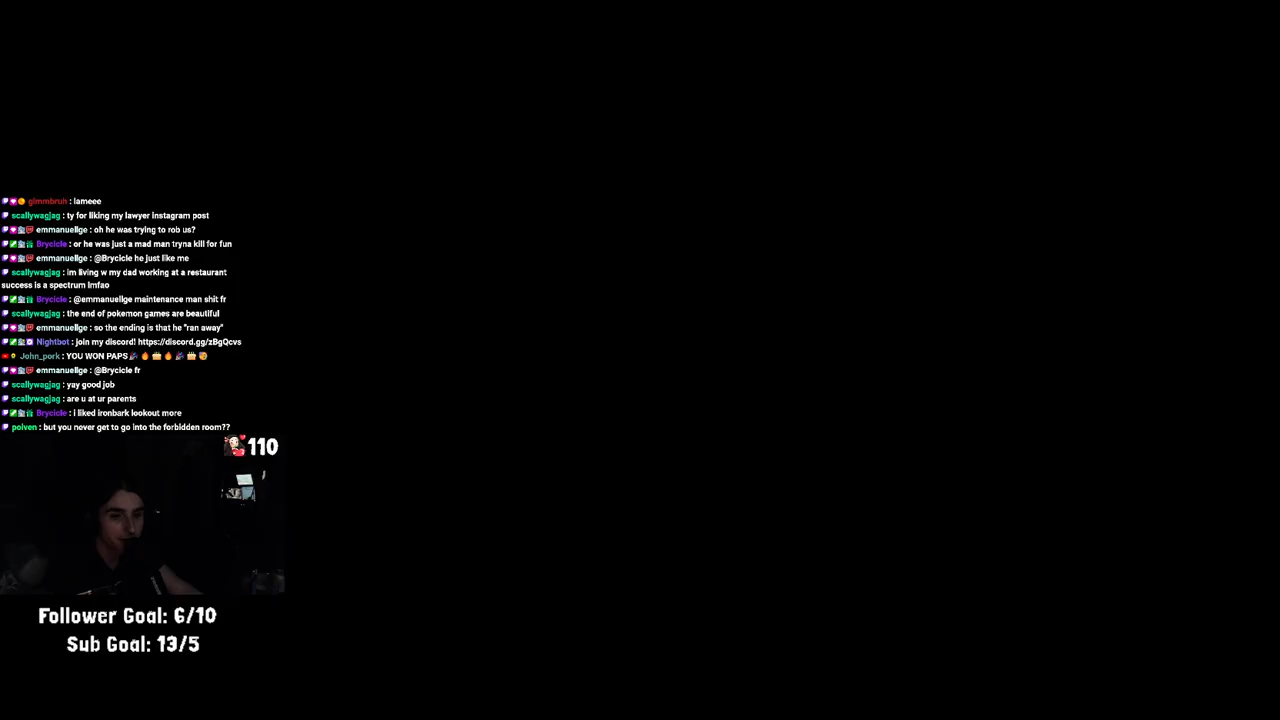 gimmbruh : lameee
scallywagjag : ty for liking my lawyer instagram post
emmanuellge : oh he was trying to rob us?
Brycicle : or he was just a mad man tryna kill for fun
emmanuellge : @Brycicle he just like me
scallywagjag : im living w my dad working at a restaurant
success is a spectrum lmfao
Brycicle : @emmanuellge maintenance man shit fr
scallywagjag : the end of pokemon games are beautiful
emmanuellge : so the ending is that he "ran away"
Nightbot : join my discord! https://discord.gg/zBgQcvs
John_pork : YOU WON PAPS🎉🔥🎂🔥🎉🎂🥳
emmanuellge : @Brycicle fr
scallywagjag : yay good job
scallywagjag : are u at ur parents
Brycicle : i liked ironbark lookout more
poiven : but you never get to go into the forbidden room??
110
Follower Goal: 6/10
Sub Goal: 13/5